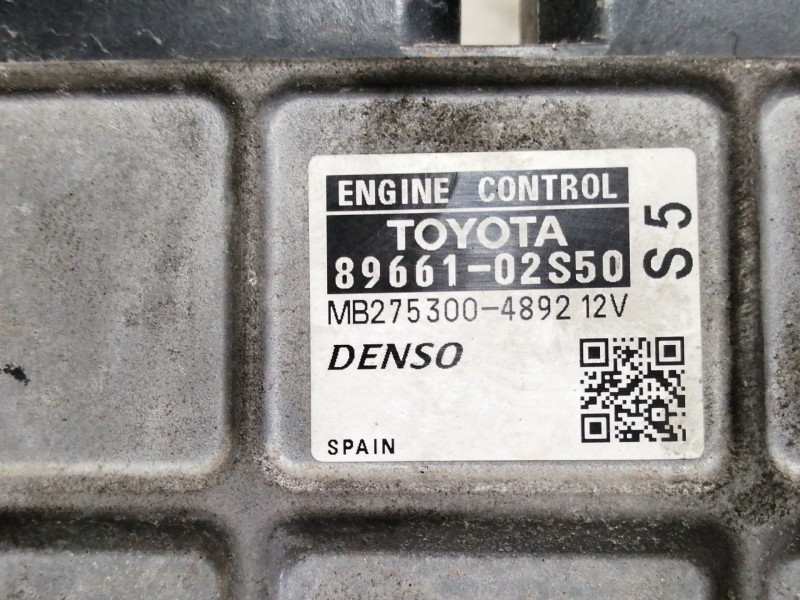 ENGINE CONTROL
TOYOTA
89661-02S50
S5
MB275300-4892 12V
DENSO
SPAIN